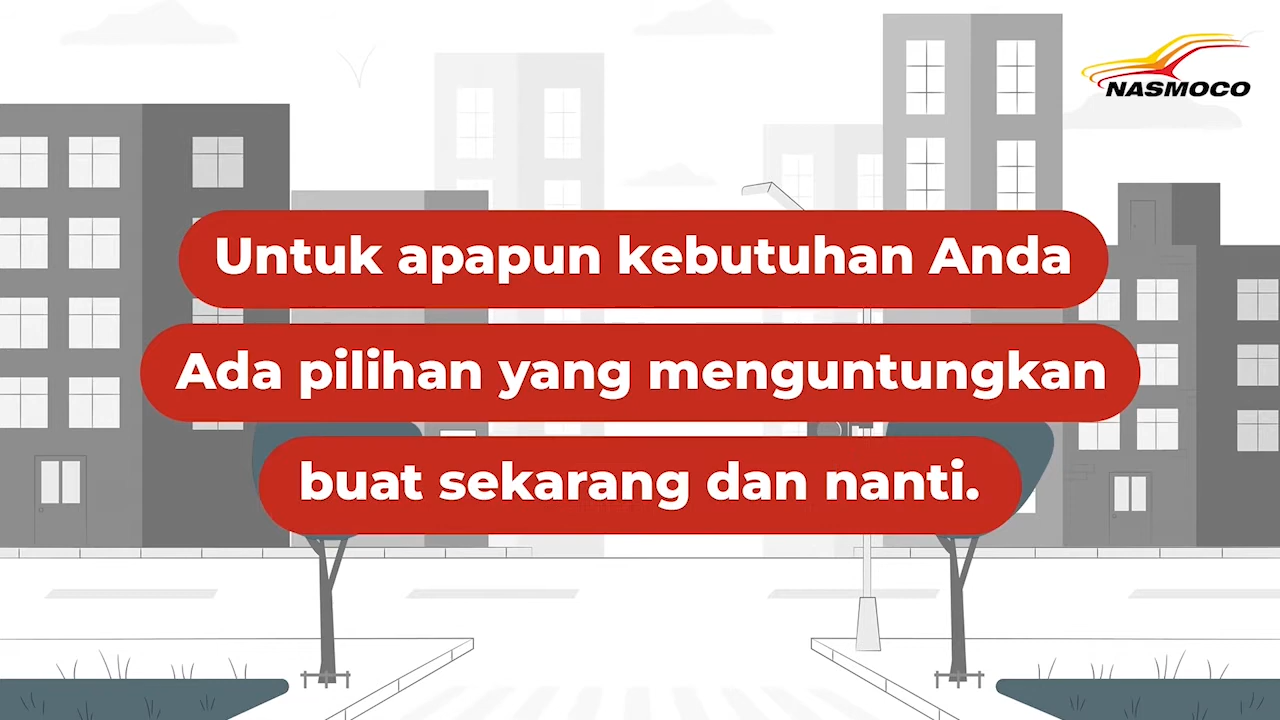 NASMOCO
Untuk apapun kebutuhan Anda
Ada pilihan yang menguntungkan
buat sekarang dan nanti.